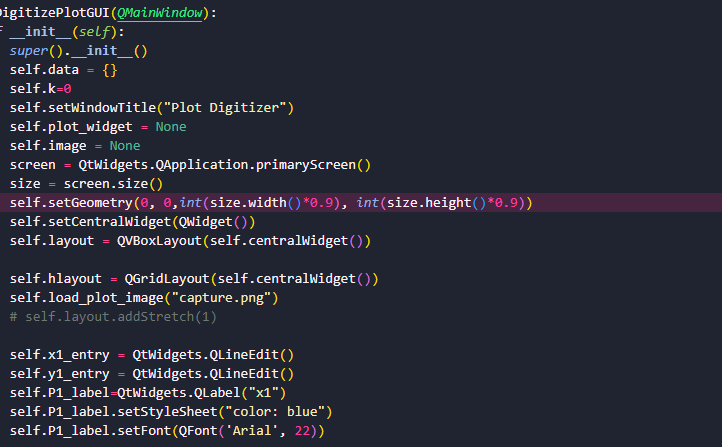 DigitizePlotGUI(QMainWindow):
f __init__(self):
super().__init__()
self.data = {}
self.k=0
self.setWindowTitle("Plot Digitizer")
self.plot_widget = None
self.image = None
screen = QtWidgets.QApplication.primaryScreen()
size = screen.size()
self.setGeometry(0, 0,int(size.width()*0.9), int(size.height()*0.9))
self.setCentralWidget(QWidget())
self.layout = QVBoxLayout(self.centralWidget())
self.hlayout = QGridLayout(self.centralWidget())
self.load_plot_image("capture.png")
# self.layout.addStretch(1)
self.x1_entry = QtWidgets.QLineEdit()
self.y1_entry = QtWidgets.QLineEdit()
self.P1_label=QtWidgets.QLabel("x1")
self.P1_label.setStyleSheet("color: blue")
self.P1_label.setFont(QFont('Arial', 22))